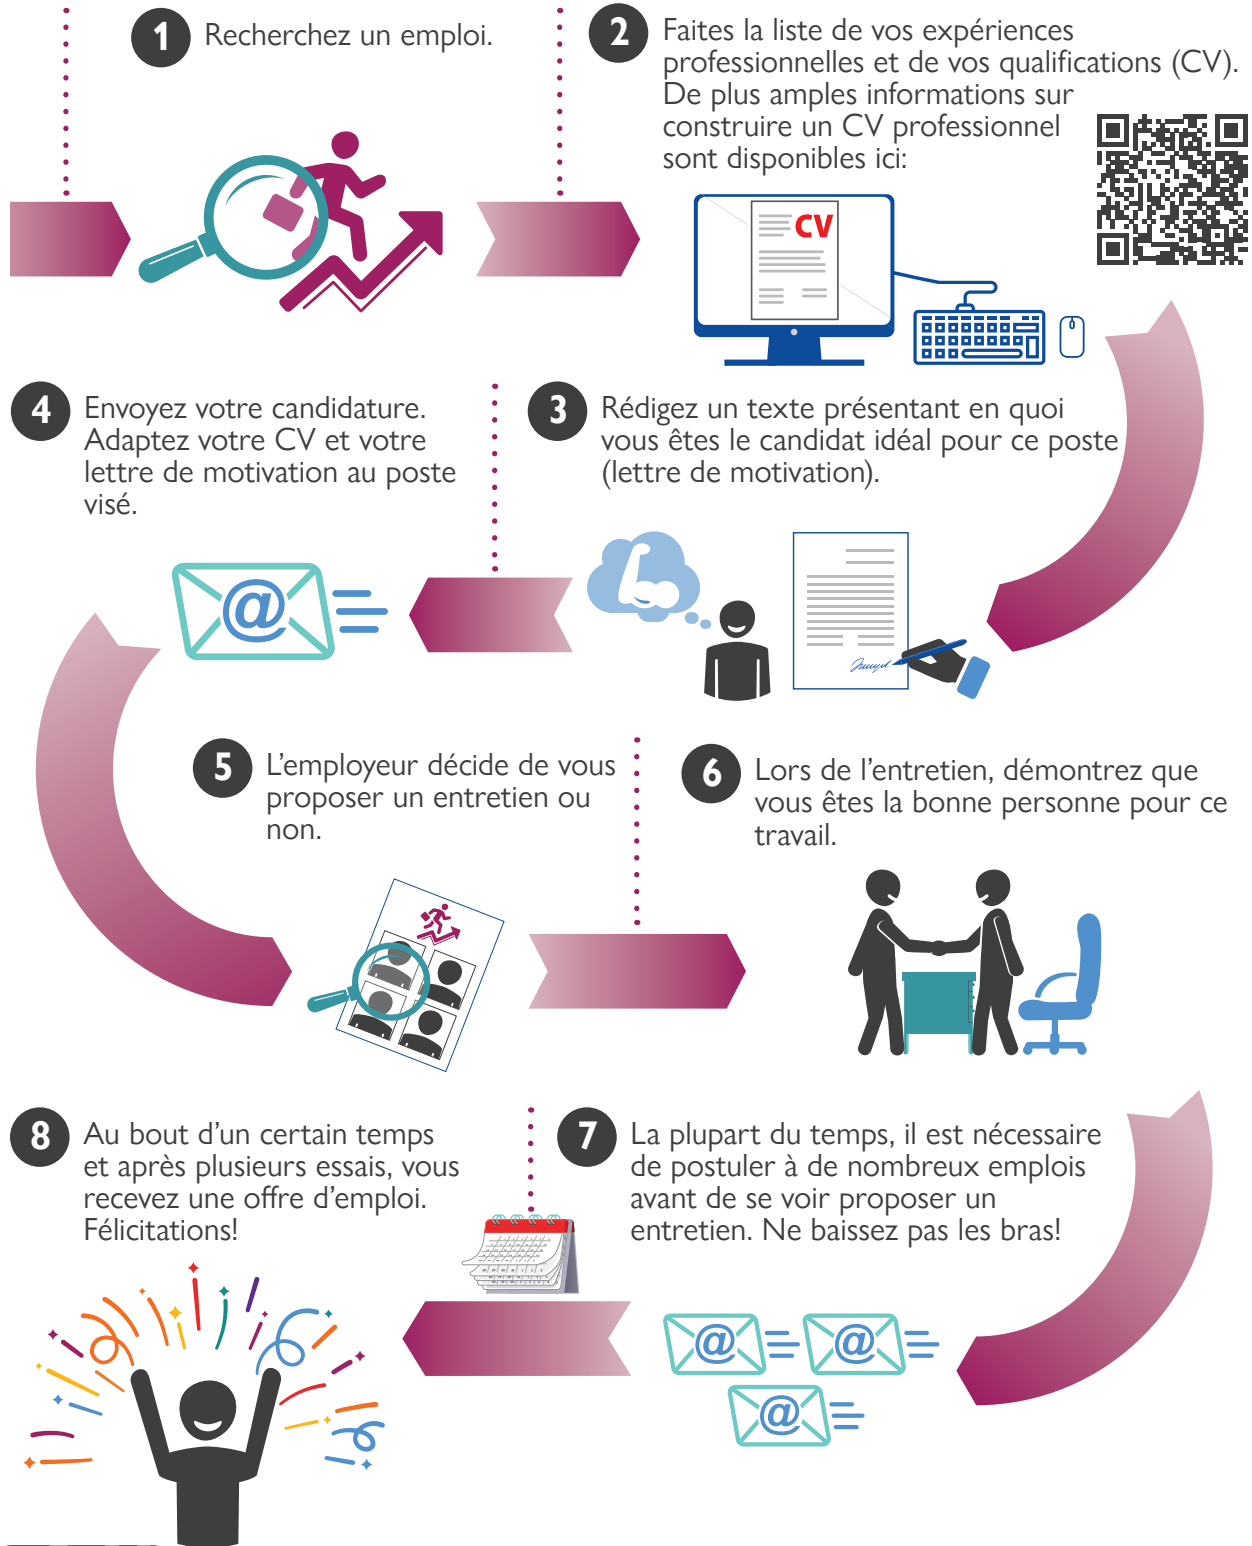 1 Recherchez un emploi.
2 Faites la liste de vos expériences
professionnelles et de vos qualifications (CV).
De plus amples informations sur
construire un CV professionnel
sont disponibles ici:
CV
3 Rédigez un texte présentant en quoi
vous êtes le candidat idéal pour ce poste
(lettre de motivation).
4 Envoyez votre candidature.
Adaptez votre CV et votre
lettre de motivation au poste
visé.
@
5 L’employeur décide de vous
proposer un entretien ou
non.
6 Lors de l’entretien, démontrez que
vous êtes la bonne personne pour ce
travail.
7 La plupart du temps, il est nécessaire
de postuler à de nombreux emplois
avant de se voir proposer un
entretien. Ne baissez pas les bras!
@ @
@
8 Au bout d’un certain temps
et après plusieurs essais, vous
recevez une offre d’emploi.
Félicitations!